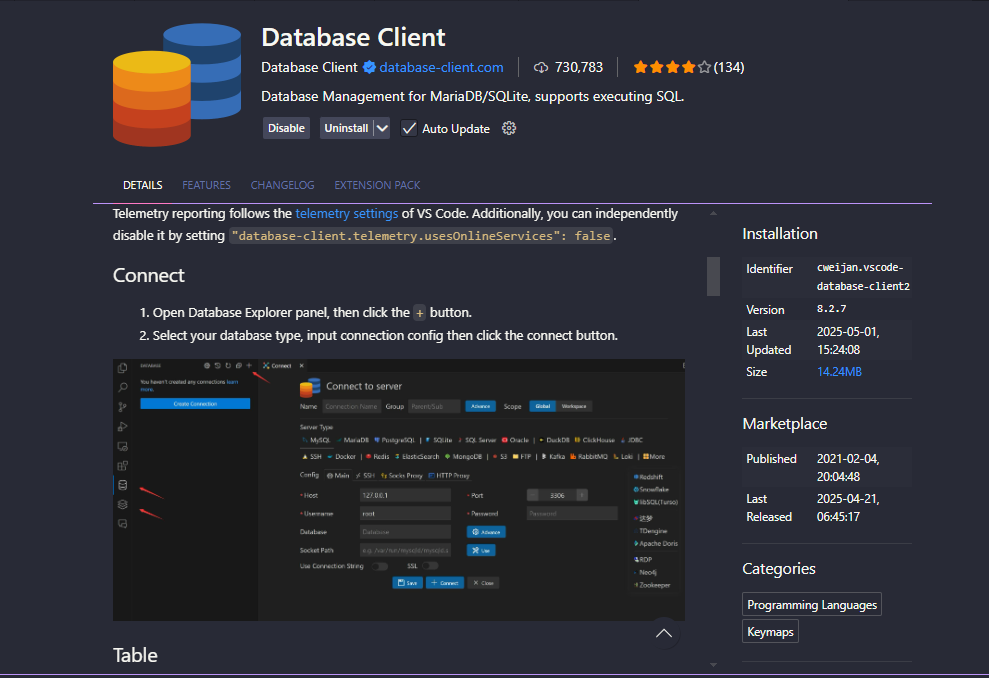 Database Client
Database Client database-client.com 730,783 (134)
Database Management for MariaDB/SQLite, supports executing SQL.
Disable Uninstall Auto Update
DETAILS FEATURES CHANGELOG EXTENSION PACK
Telemetry reporting follows the telemetry settings of VS Code. Additionally, you can independently
disable it by setting "database-client.telemetry.usesOnlineServices": false.
Connect
1. Open Database Explorer panel, then click the + button.
2. Select your database type, input connection config then click the connect button.
DATABASE
You haven't created any connections learn
more.
Create Connection
Connect
Connect to server
Name Connection Name Group Parent/Sub Advance Scope Global Workspace
Server Type
MySQL MariaDB PostgreSQL SQLite SQL Server Oracle DuckDB ClickHouse JDBC
SSH Docker Redis ElasticSearch MongoDB S3 FTP Kafka RabbitMQ Loki More
Config Main SSH Socks Proxy HTTP Proxy
* Host 127.0.0.1 * Port - 3306 +
* Username root * Password Password
Database Database Advance
Socket Path Use
Use Connection String SSL
Save Connect Close
Redshift
Snowflake
libSQL(Turso)
达梦
TDengine
Apache Doris
RDP
Neo4j
Zookeeper
Table
Installation
Identifier cweijan.vscode-
database-client2
Version 8.2.7
Last 2025-05-01,
Updated 15:24:08
Size 14.24MB
Marketplace
Published 2021-02-04,
20:04:48
Last 2025-04-21,
Released 06:45:17
Categories
Programming Languages
Keymaps